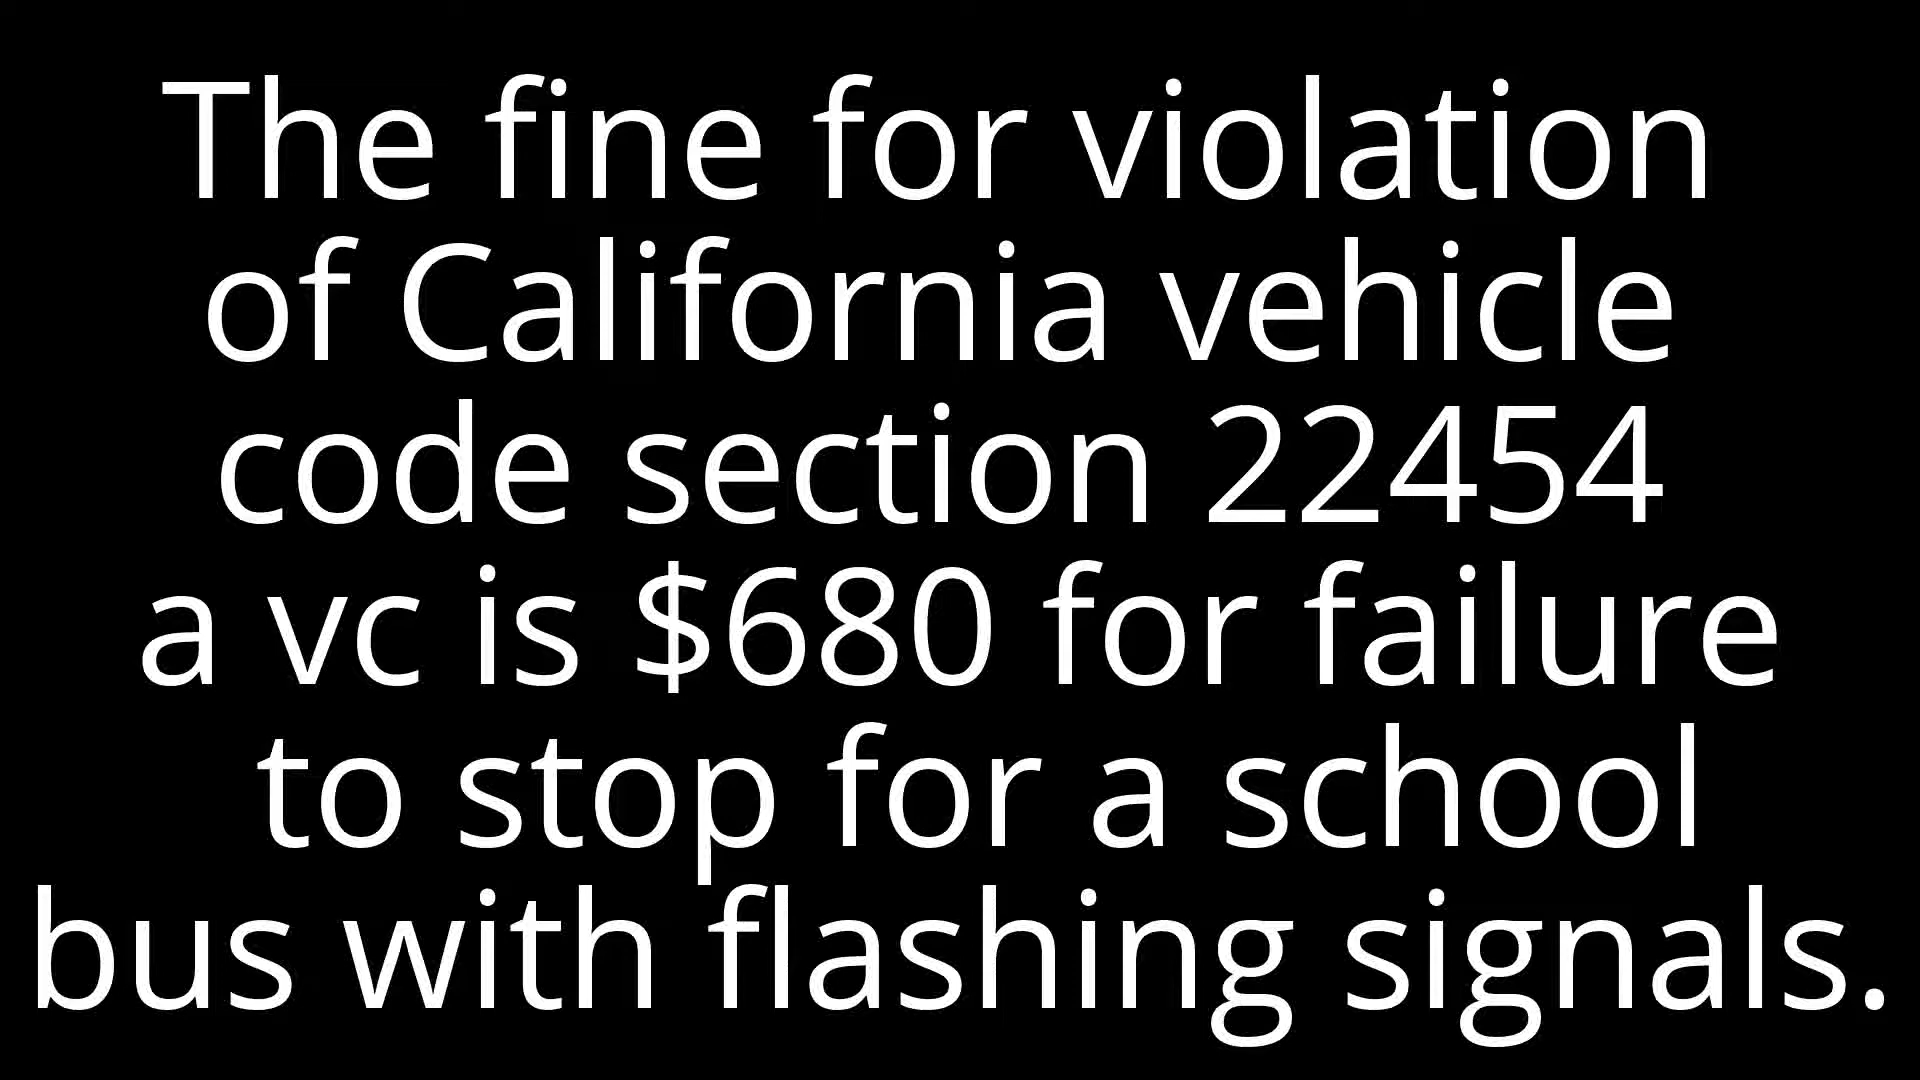 The fine for violation
of California vehicle
code section 22454
a vc is $680 for failure
to stop for a school
bus with flashing signals.